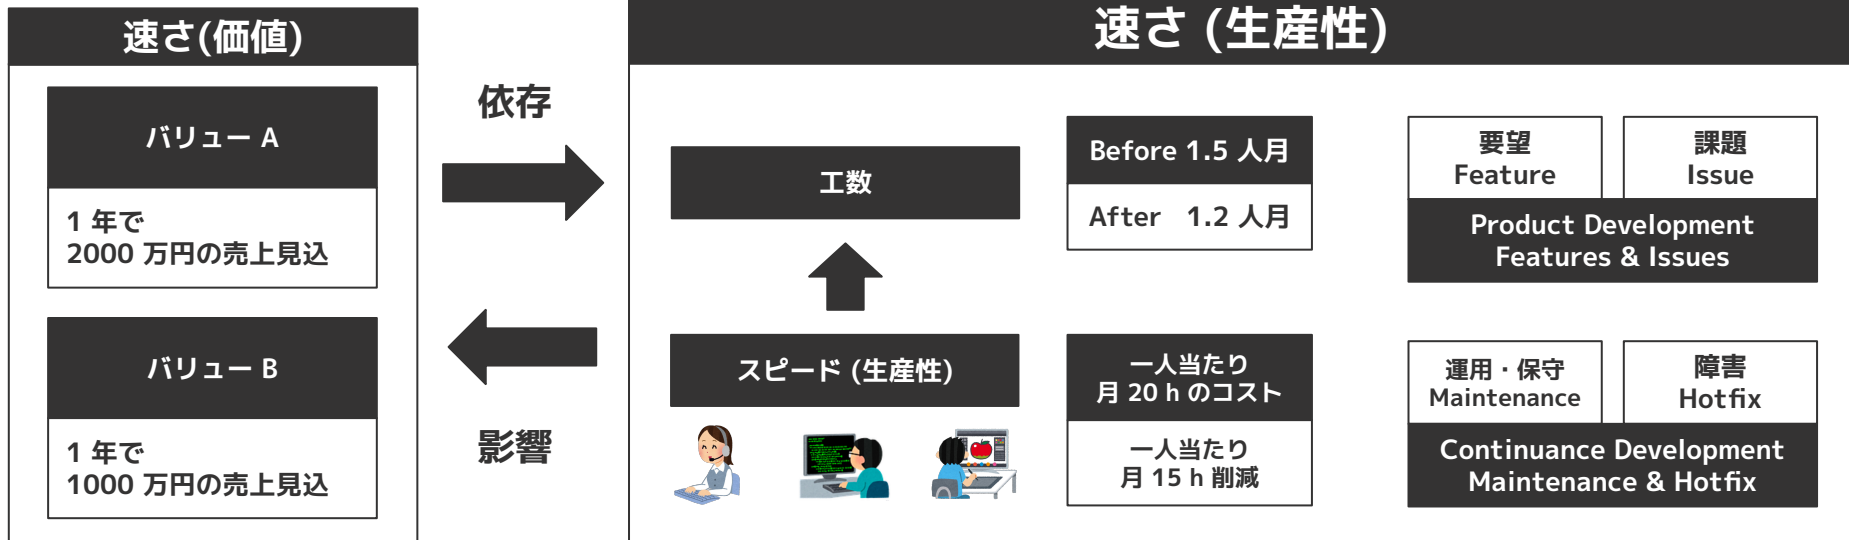 速さ(価値)
バリュー A
1 年で
2000 万円の売上見込
バリュー B
1 年で
1000 万円の売上見込
依存
影響
速さ (生産性)
工数
スピード (生産性)
Before 1.5 人月
After 1.2 人月
一人当たり
月 20 h のコスト
一人当たり
月 15 h 削減
要望
Feature
課題
Issue
Product Development
Features & Issues
運用・保守
Maintenance
障害
Hotfix
Continuance Development
Maintenance & Hotfix